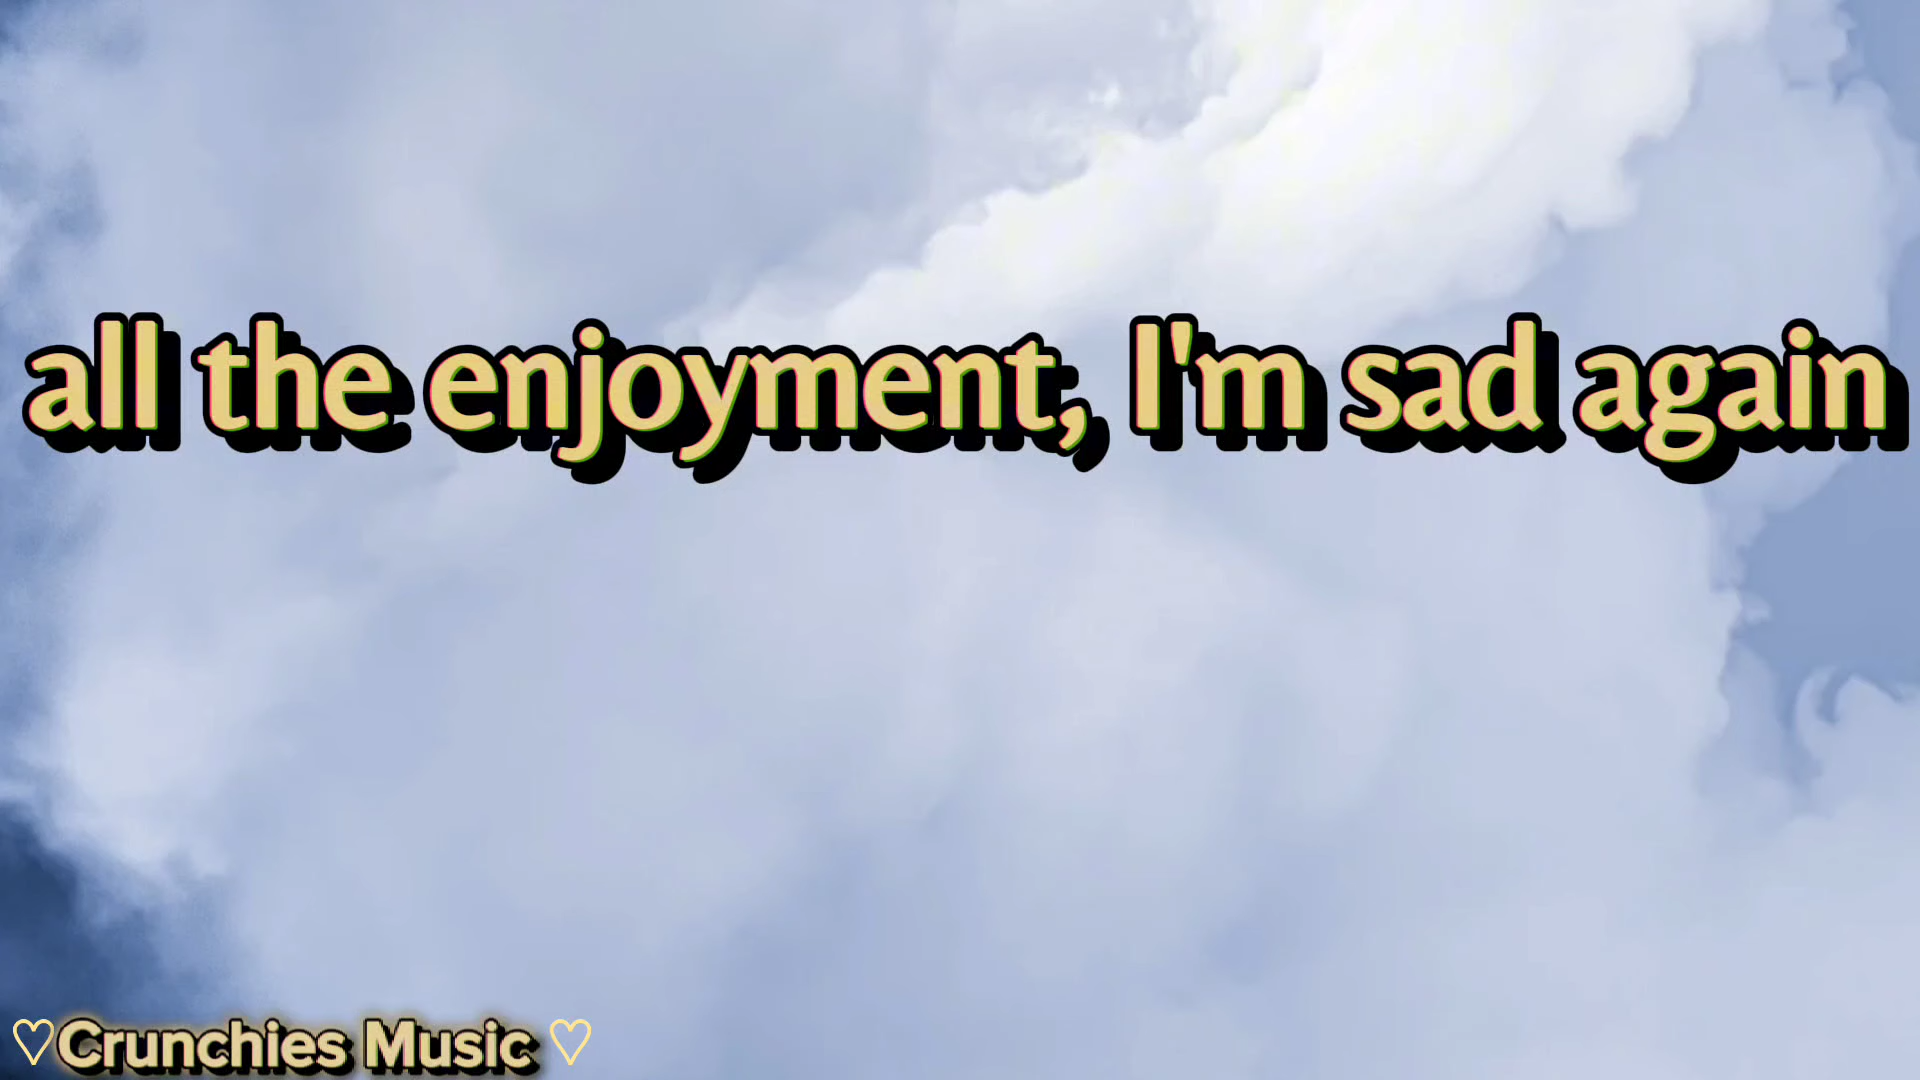 all the enjoyment, I'm sad again
♡Crunchies Music ♡